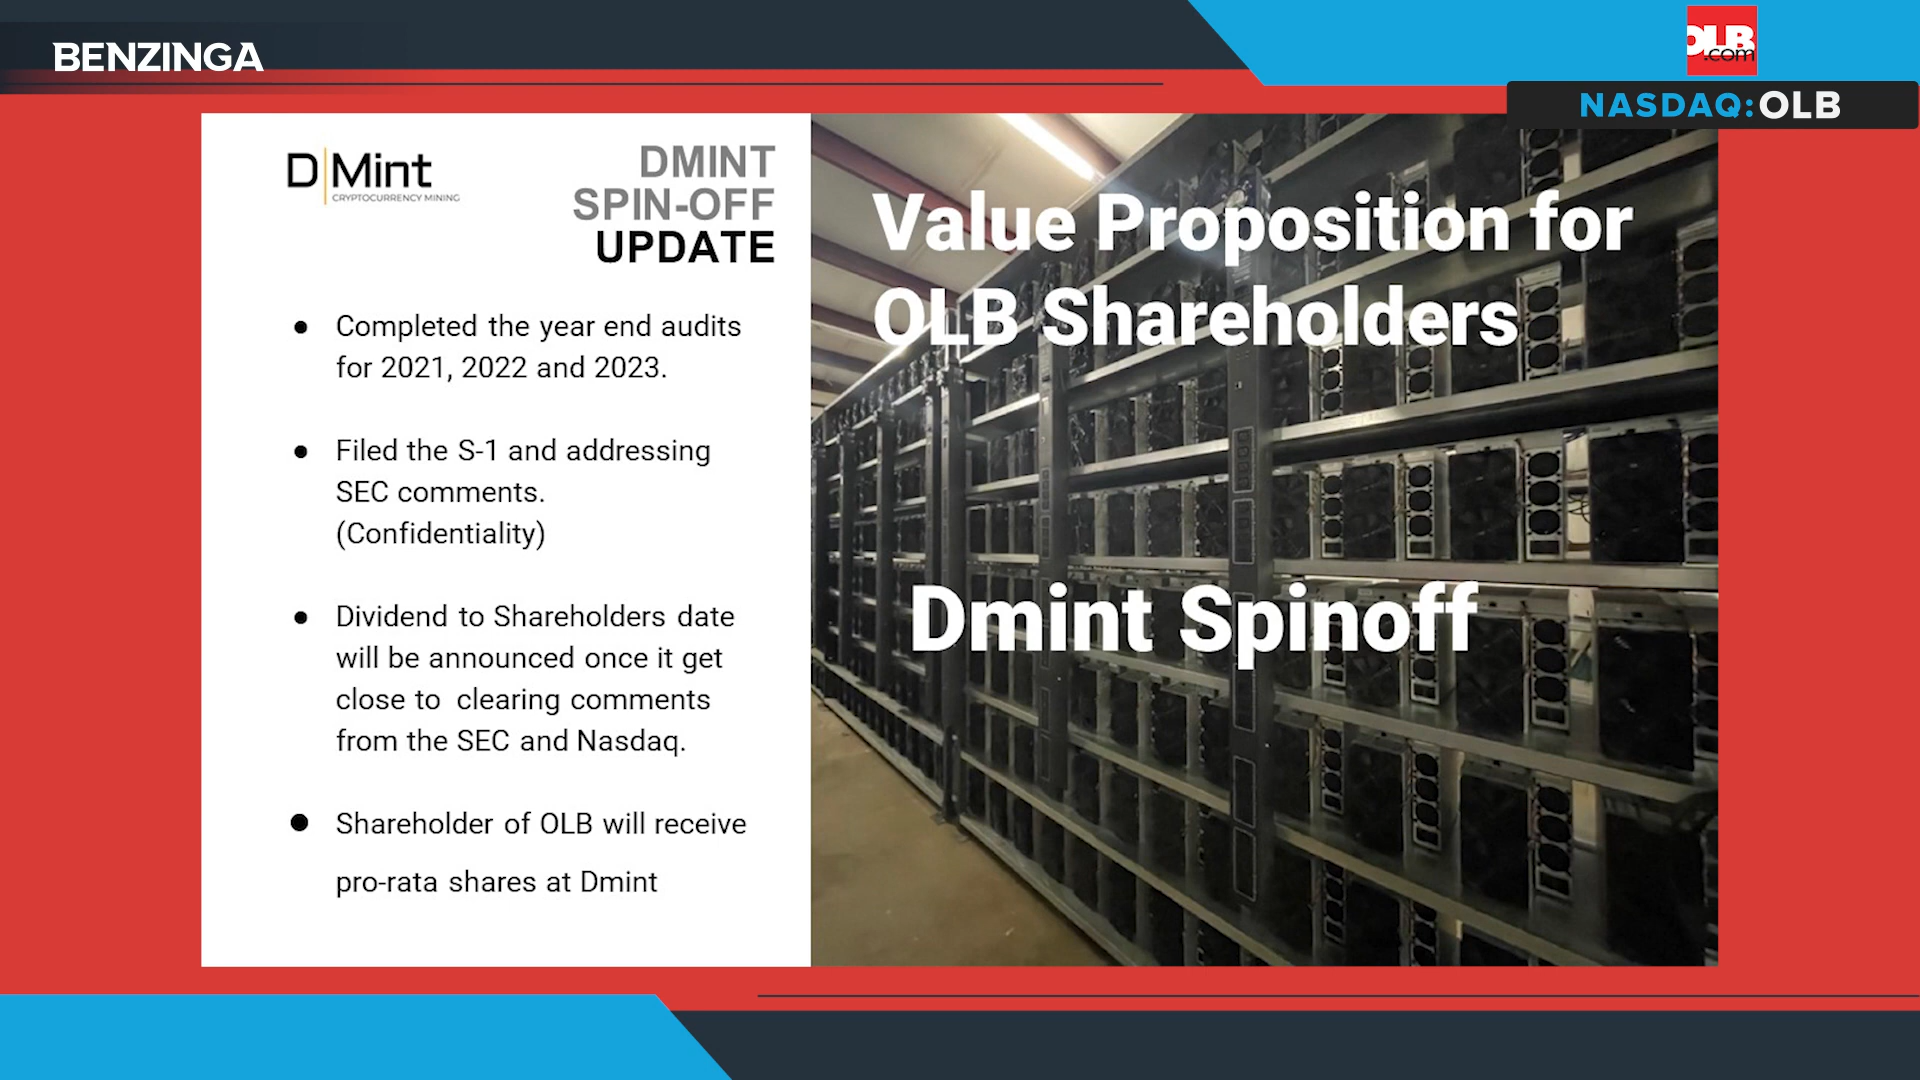 BENZINGA
OLB
.com
NASDAQ:OLB
D|Mint
CRYPTOCURRENCY MINING
DMINT
SPIN-OFF
UPDATE
● Completed the year end audits
for 2021, 2022 and 2023.
● Filed the S-1 and addressing
SEC comments.
(Confidentiality)
● Dividend to Shareholders date
will be announced once it get
close to clearing comments
from the SEC and Nasdaq.
● Shareholder of OLB will receive
pro-rata shares at Dmint
Value Proposition for
OLB Shareholders
Dmint Spinoff